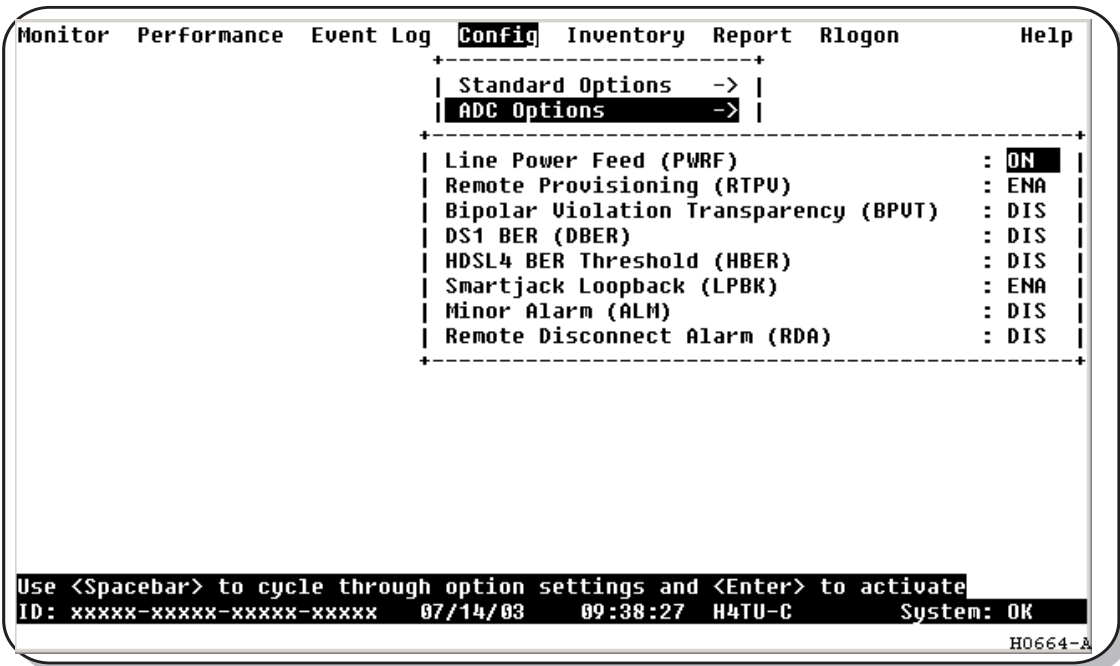 Monitor Performance Event Log Config Inventory Report Rlogon Help
Standard Options ->
ADC Options ->
Line Power Feed (PWRF) : ON
Remote Provisioning (RTPV) : ENA
Bipolar Violation Transparency (BPVT) : DIS
DS1 BER (DBER) : DIS
HDSL4 BER Threshold (HBER) : DIS
Smartjack Loopback (LPBK) : ENA
Minor Alarm (ALM) : DIS
Remote Disconnect Alarm (RDA) : DIS
Use <Spacebar> to cycle through option settings and <Enter> to activate
ID: xxxxx-xxxxx-xxxxx-xxxxx 07/14/03 09:38:27 H4TU-C System: OK
H0664-A